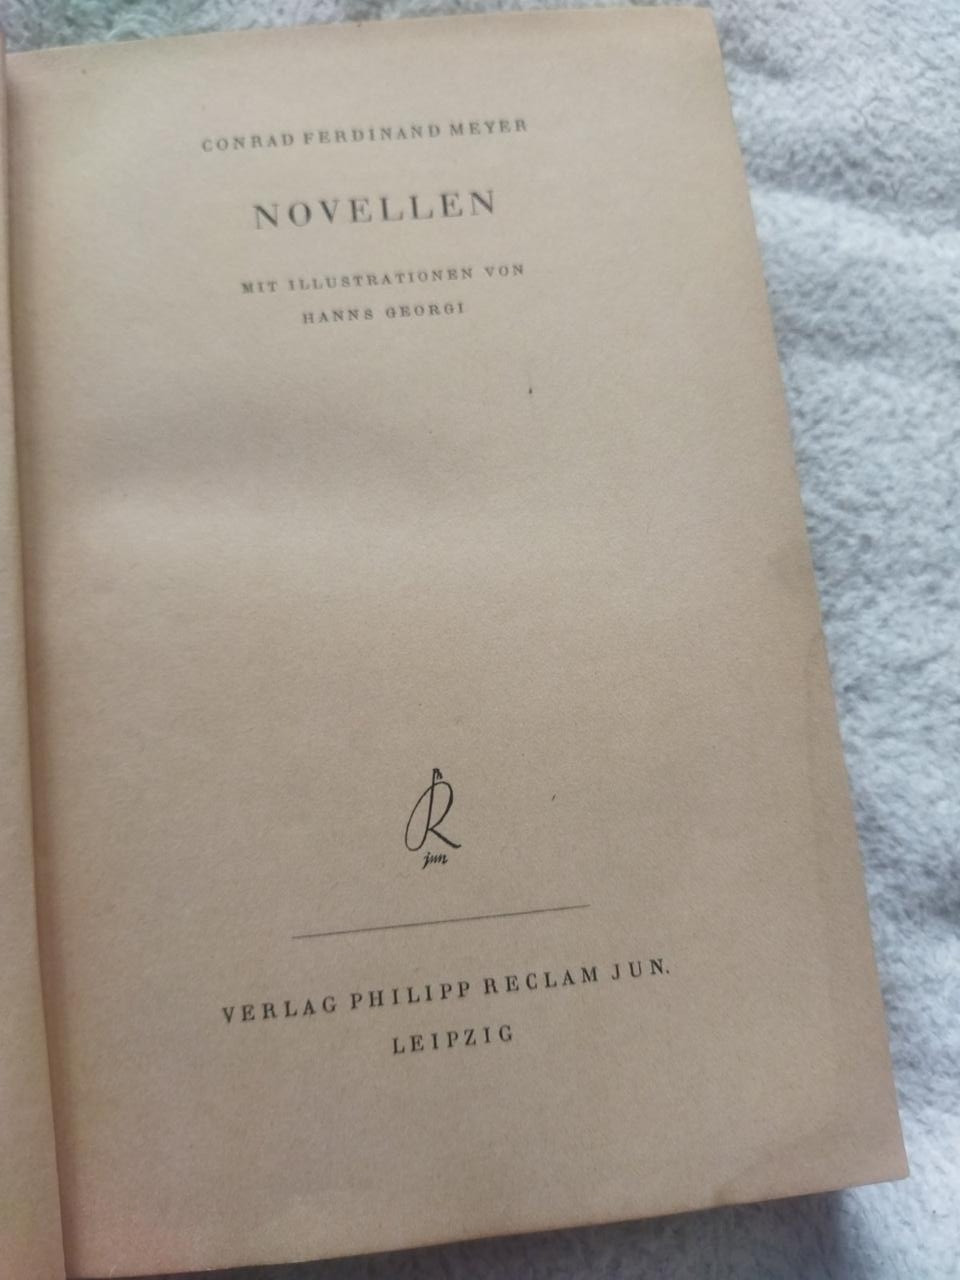 CONRAD FERDINAND MEYER
NOVELLEN
MIT ILLUSTRATIONEN VON
HANNS GEORGI
R
jun
VERLAG PHILIPP RECLAM JUN.
LEIPZIG